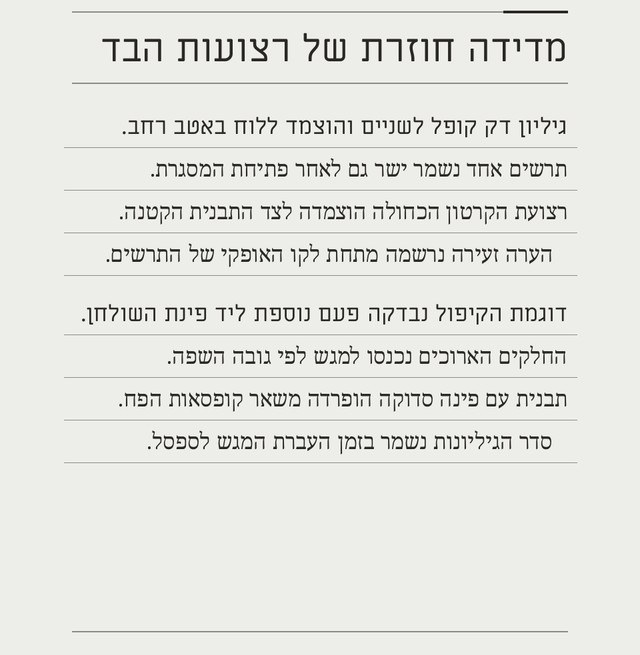 מדידה חוזרת של רצועות הבד
גיליון דק קופל לשניים והוצמד ללוח באטב רחב.
תרשים אחד נשמר ישר גם לאחר פתיחת המסגרת.
רצועת הקרטון הכחולה הוצמדה לצד התבנית הקטנה.
הערה זעירה נרשמה מתחת לקו האופקי של התרשים.
דוגמת הקיפול נבדקה פעם נוספת ליד פינת השולחן.
החלקים הארוכים נכנסו למגש לפי גובה השפה.
תבנית עם פינה סדוקה הופרדה משאר קופסאות הפח.
סדר הגיליונות נשמר בזמן העברת המגש לספסל.